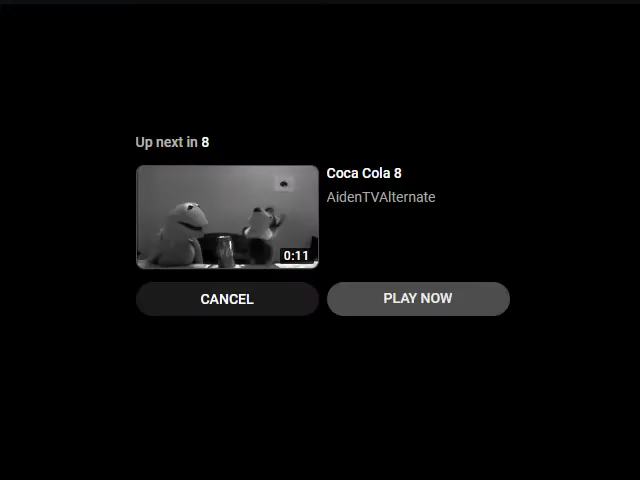 Up next in 8
Coca Cola 8
AidenTVAlternate
0:11
CANCEL
PLAY NOW